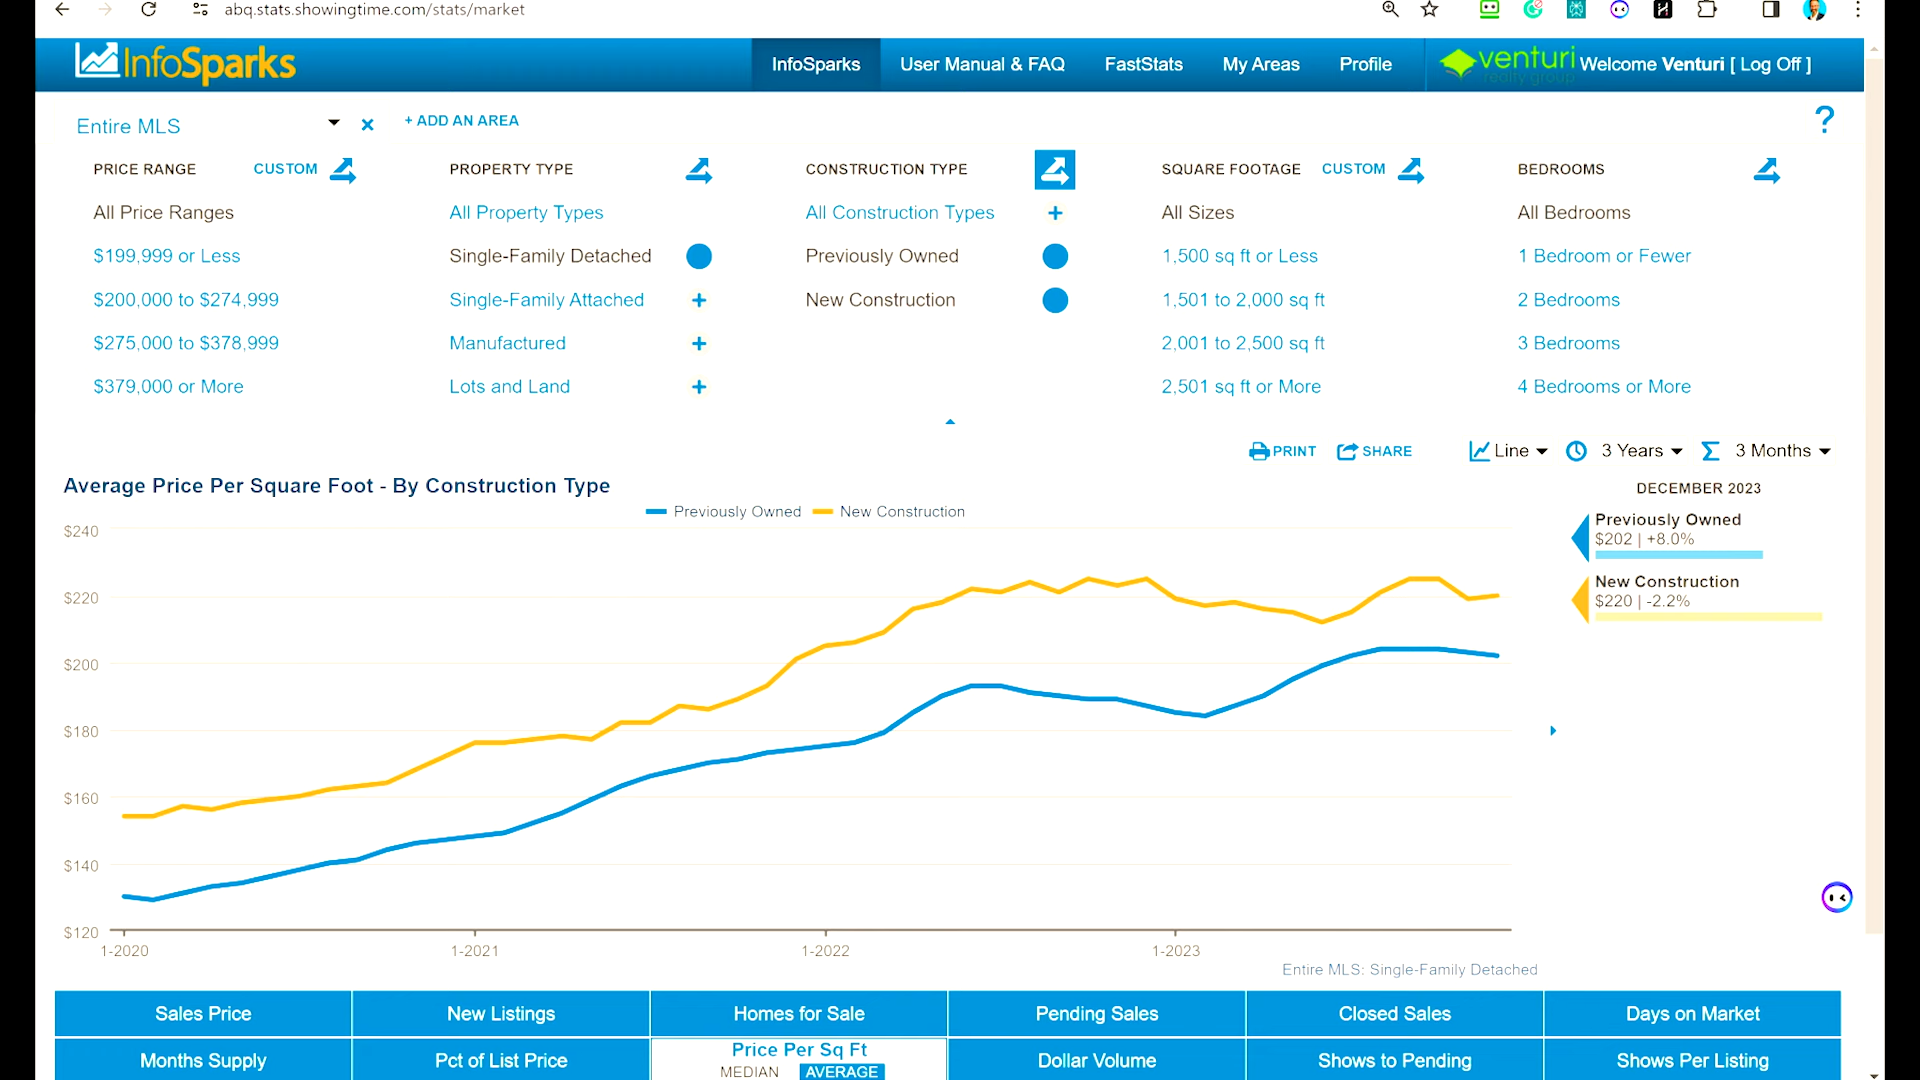 abq.stats.showingtime.com/stats/market
InfoSparks
InfoSparks
User Manual & FAQ
FastStats
My Areas
Profile
venturi
realty group
Welcome Venturi [ Log Off ]
Entire MLS
+ ADD AN AREA
?
PRICE RANGE CUSTOM
All Price Ranges
$199,999 or Less
$200,000 to $274,999
$275,000 to $378,999
$379,000 or More
PROPERTY TYPE
All Property Types
Single-Family Detached
Single-Family Attached +
Manufactured +
Lots and Land +
CONSTRUCTION TYPE
All Construction Types +
Previously Owned
New Construction
SQUARE FOOTAGE CUSTOM
All Sizes
1,500 sq ft or Less
1,501 to 2,000 sq ft
2,001 to 2,500 sq ft
2,501 sq ft or More
BEDROOMS
All Bedrooms
1 Bedroom or Fewer
2 Bedrooms
3 Bedrooms
4 Bedrooms or More
PRINT
SHARE
Line
3 Years
Σ 3 Months
Average Price Per Square Foot - By Construction Type
Previously Owned New Construction
DECEMBER 2023
Previously Owned
$202 | +8.0%
New Construction
$220 | -2.2%
$240
$220
$200
$180
$160
$140
$120
1-2020 1-2021 1-2022 1-2023
Entire MLS: Single-Family Detached
Sales Price New Listings Homes for Sale Pending Sales Closed Sales Days on Market
Months Supply Pct of List Price Price Per Sq Ft Dollar Volume Shows to Pending Shows Per Listing
MEDIAN AVERAGE